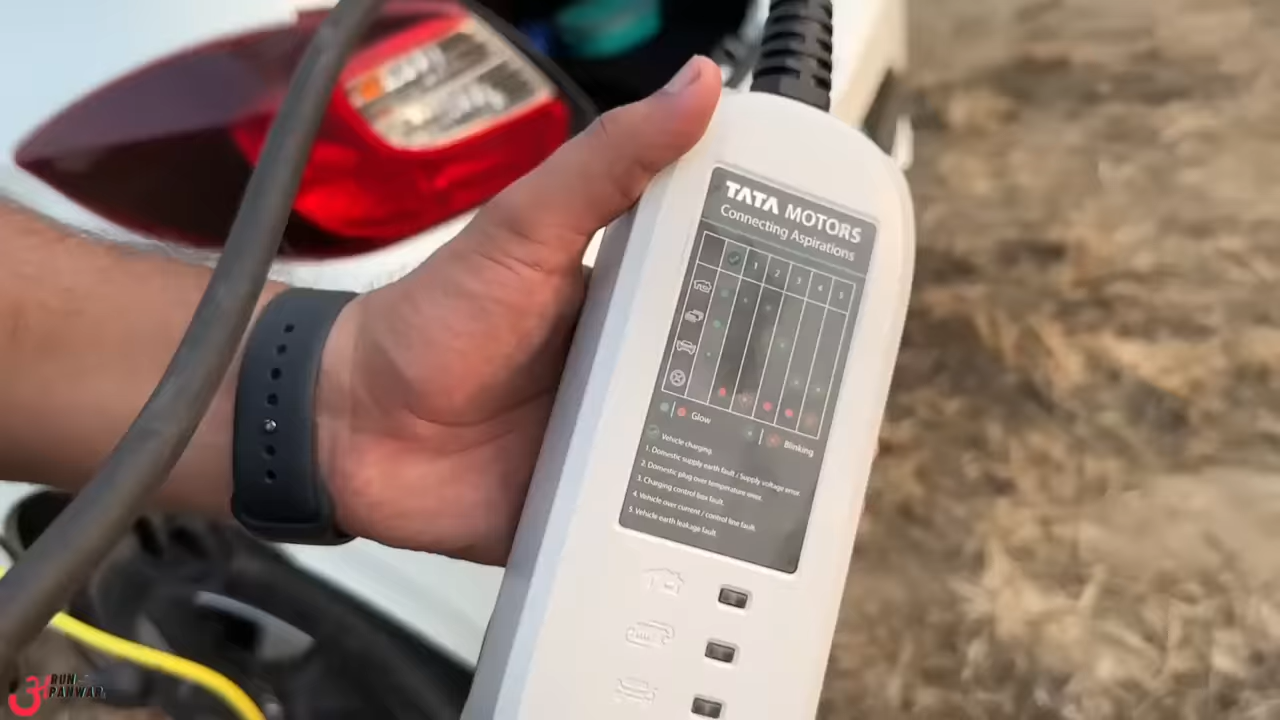 TATA MOTORS
Connecting Aspirations
1 2 3 4 5
Glow
Blinking
Vehicle charging.
1. Domestic supply earth fault / Supply voltage error.
2. Domestic plug over temperature error.
3. Charging control box fault.
4. Vehicle over current / control line fault.
5. Vehicle earth leakage fault.
RUN
PANWAR